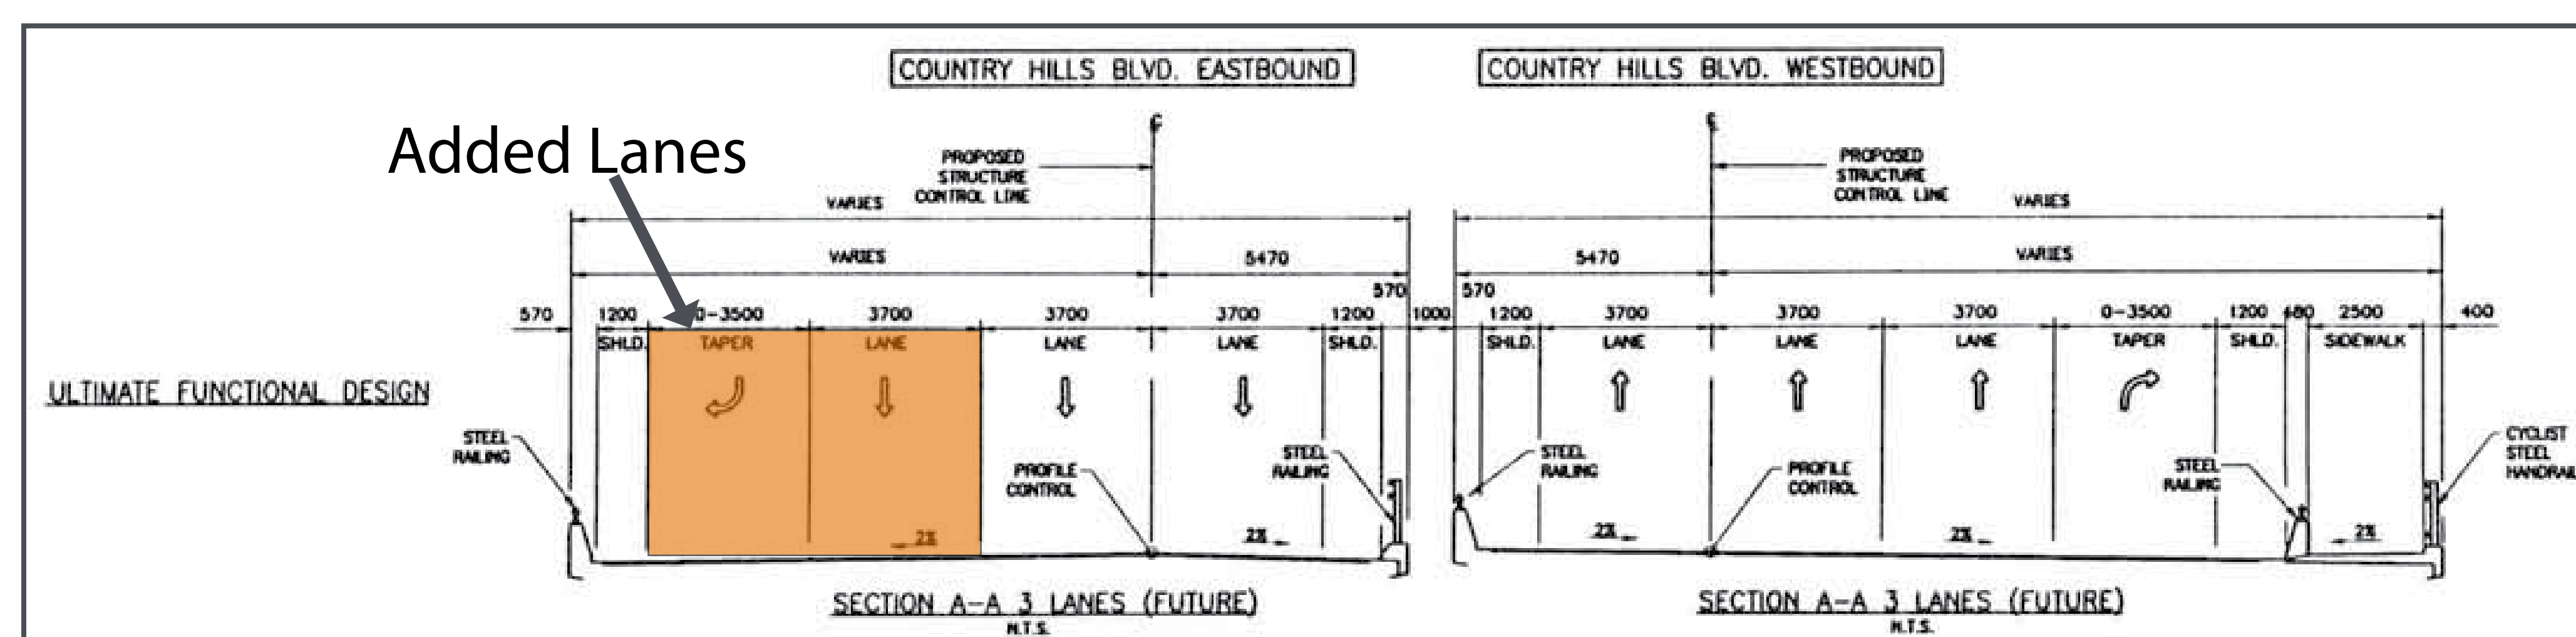 COUNTRY HILLS BLVD. EASTBOUND
COUNTRY HILLS BLVD. WESTBOUND
Added Lanes
PROPOSED
STRUCTURE
CONTROL LINE
PROPOSED
STRUCTURE
CONTROL LINE
VARIES
VARIES
VARIES
5470
5470
VARIES
570
1200
0-3500
3700
3700
3700
1200
570
1000
570
1200
3700
3700
3700
0-3500
1200
480
2500
400
SHLD.
TAPER
LANE
LANE
LANE
SHLD.
SHLD.
LANE
LANE
LANE
TAPER
SHLD.
SIDEWALK
ULTIMATE FUNCTIONAL DESIGN
STEEL
RAILING
PROFILE
CONTROL
STEEL
RAILING
STEEL
RAILING
PROFILE
CONTROL
STEEL
RAILING
CYCLIST
STEEL
HANDRAIL
2%
2%
2%
2%
2%
SECTION A-A 3 LANES (FUTURE)
N.T.S.
SECTION A-A 3 LANES (FUTURE)
N.T.S.